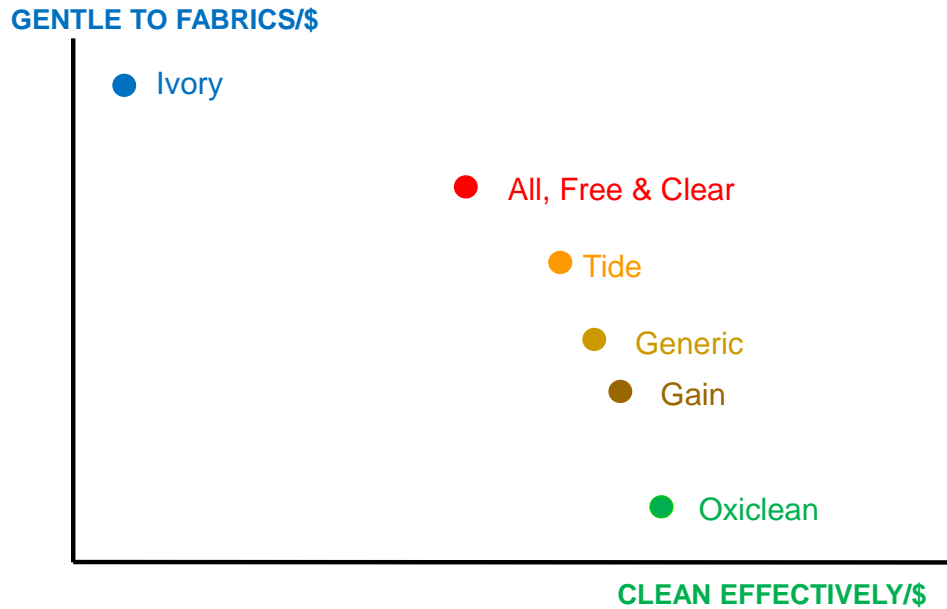 GENTLE TO FABRICS/$
Ivory
All, Free & Clear
Tide
Generic
Gain
Oxiclean
CLEAN EFFECTIVELY/$